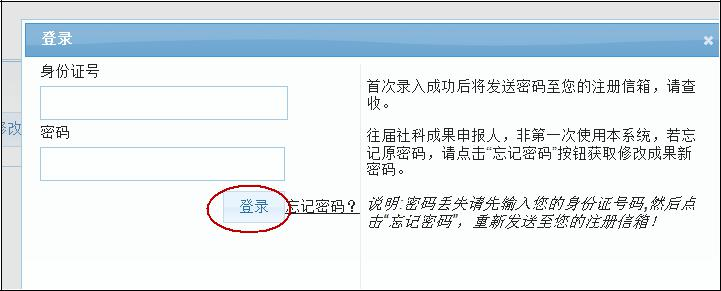 登录
身份证号
密码
登录 忘记密码？
首次录入成功后将发送密码至您的注册信箱，请查
收。
往届社科成果申报人，非第一次使用本系统，若忘
记原密码，请点击“忘记密码”按钮获取修改成果新
密码。
说明:密码丢失请先输入您的身份证号码,然后点
击“忘记密码”，重新发送至您的注册信箱！
修改